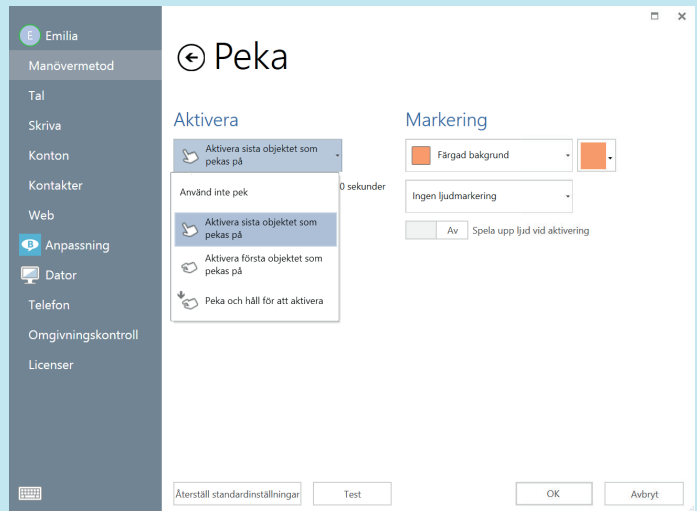 E Emilia
Manövermetod
Tal
Skriva
Konton
Kontakter
Web
B Anpassning
Dator
Telefon
Omgivningskontroll
Licenser
Peka
Aktivera
Aktivera sista objektet som
pekas på
0 sekunder
Använd inte pek
Aktivera sista objektet som
pekas på
Aktivera första objektet som
pekas på
Peka och håll för att aktivera
Markering
Färgad bakgrund
Ingen ljudmarkering
Av Spela upp ljud vid aktivering
Återställ standardinställningar
Test
OK
Avbryt